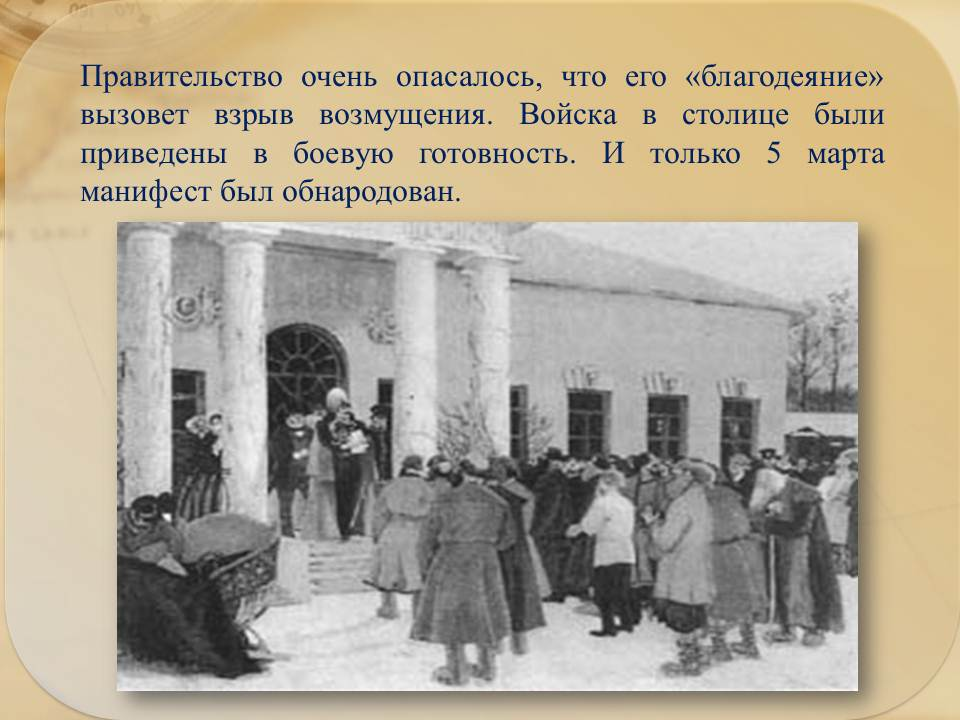 Правительство очень опасалось, что его «благодеяние»
вызовет взрыв возмущения. Войска в столице были
приведены в боевую готовность. И только 5 марта
манифест был обнародован.